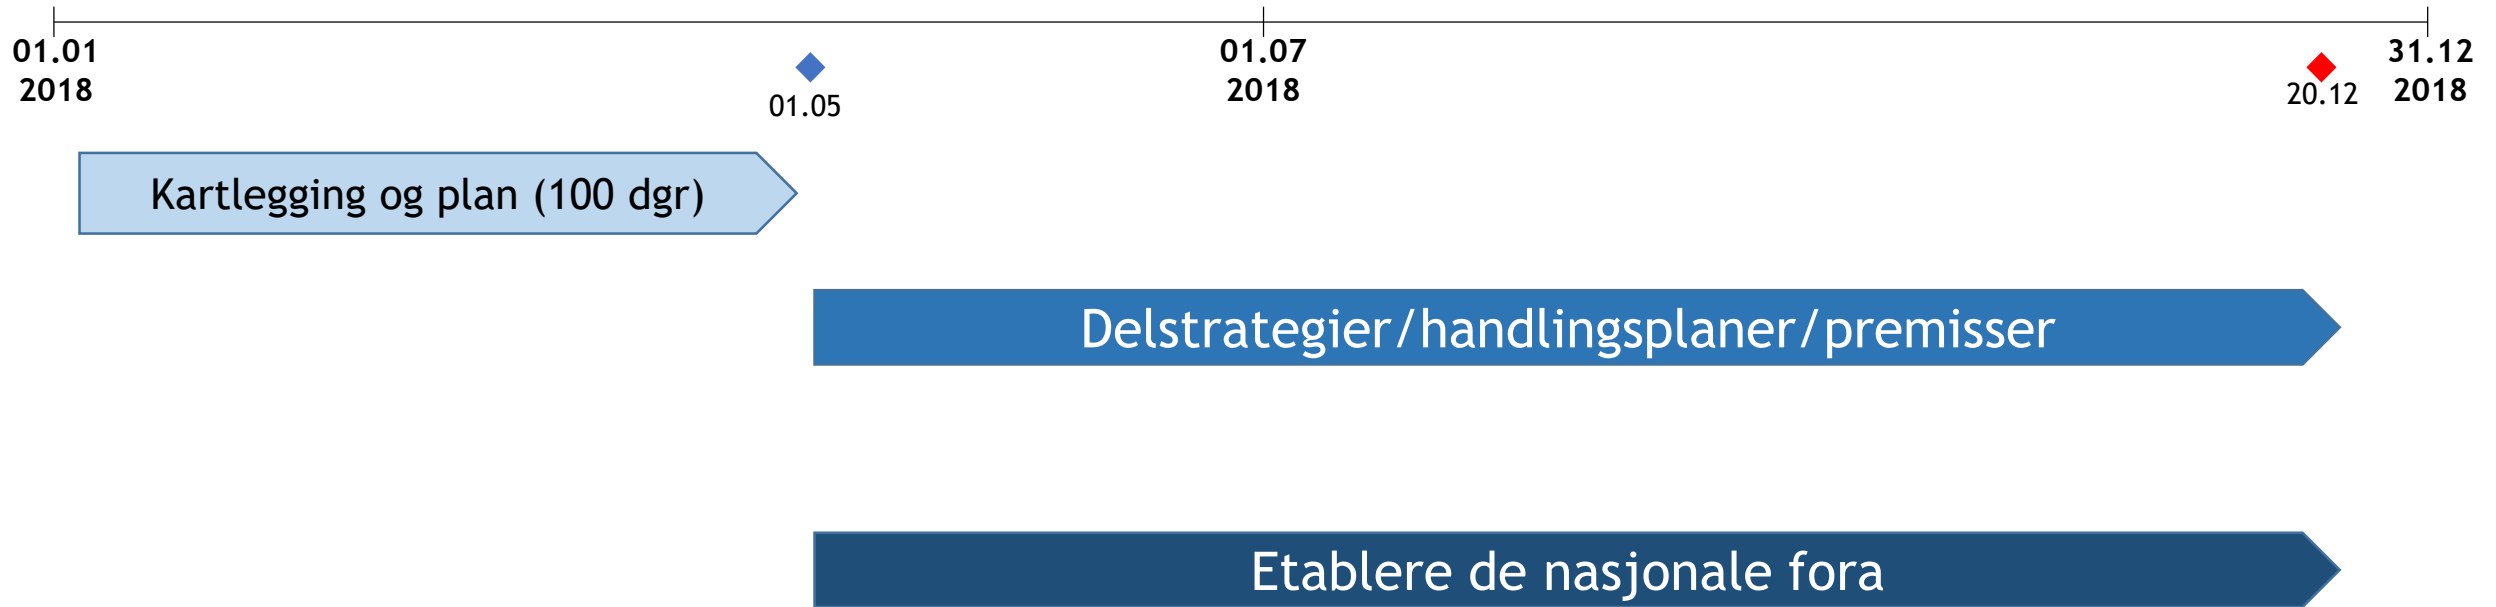 01.01
2018
01.05
01.07
2018
20.12
31.12
2018
Kartlegging og plan (100 dgr)
Delstrategier/handlingsplaner/premisser
Etablere de nasjonale fora